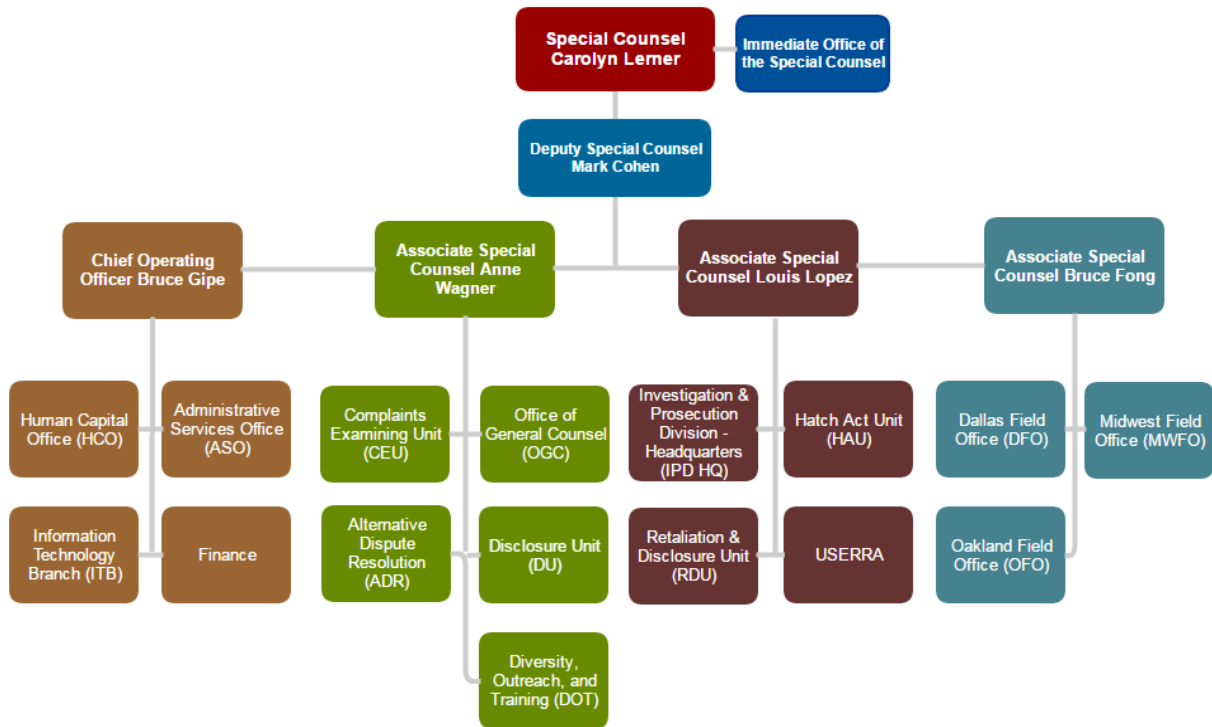 Special Counsel
Carolyn Lerner
Immediate Office of
the Special Counsel
Deputy Special Counsel
Mark Cohen
Chief Operating
Officer Bruce Gipe
Associate Special
Counsel Anne
Wagner
Associate Special
Counsel Louis Lopez
Associate Special
Counsel Bruce Fong
Human Capital
Office (HCO)
Administrative
Services Office
(ASO)
Complaints
Examining Unit
(CEU)
Office of
General Counsel
(OGC)
Investigation &
Prosecution
Division -
Headquarters
(IPD HQ)
Hatch Act Unit
(HAU)
Dallas Field
Office (DFO)
Midwest Field
Office (MWFO)
Information
Technology
Branch (ITB)
Finance
Alternative
Dispute
Resolution
(ADR)
Disclosure Unit
(DU)
Retaliation &
Disclosure Unit
(RDU)
USERRA
Oakland Field
Office (OFO)
Diversity,
Outreach, and
Training (DOT)